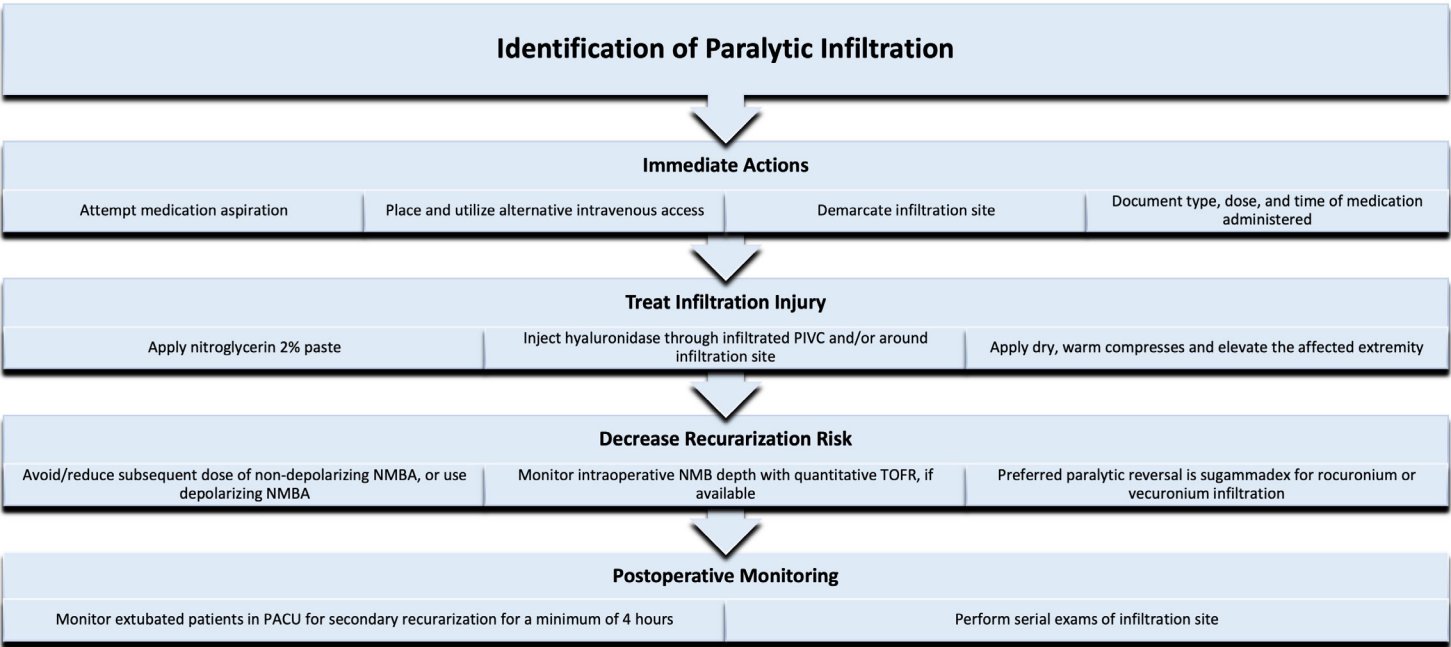 Identification of Paralytic Infiltration
Immediate Actions
Attempt medication aspiration
Place and utilize alternative intravenous access
Demarcate infiltration site
Document type, dose, and time of medication
administered
Treat Infiltration Injury
Apply nitroglycerin 2% paste
Inject hyaluronidase through infiltrated PIVC and/or around
infiltration site
Apply dry, warm compresses and elevate the affected extremity
Decrease Recurarization Risk
Avoid/reduce subsequent dose of non-depolarizing NMBA, or use
depolarizing NMBA
Monitor intraoperative NMB depth with quantitative TOFR, if
available
Preferred paralytic reversal is sugammadex for rocuronium or
vecuronium infiltration
Postoperative Monitoring
Monitor extubated patients in PACU for secondary recurarization for a minimum of 4 hours
Perform serial exams of infiltration site